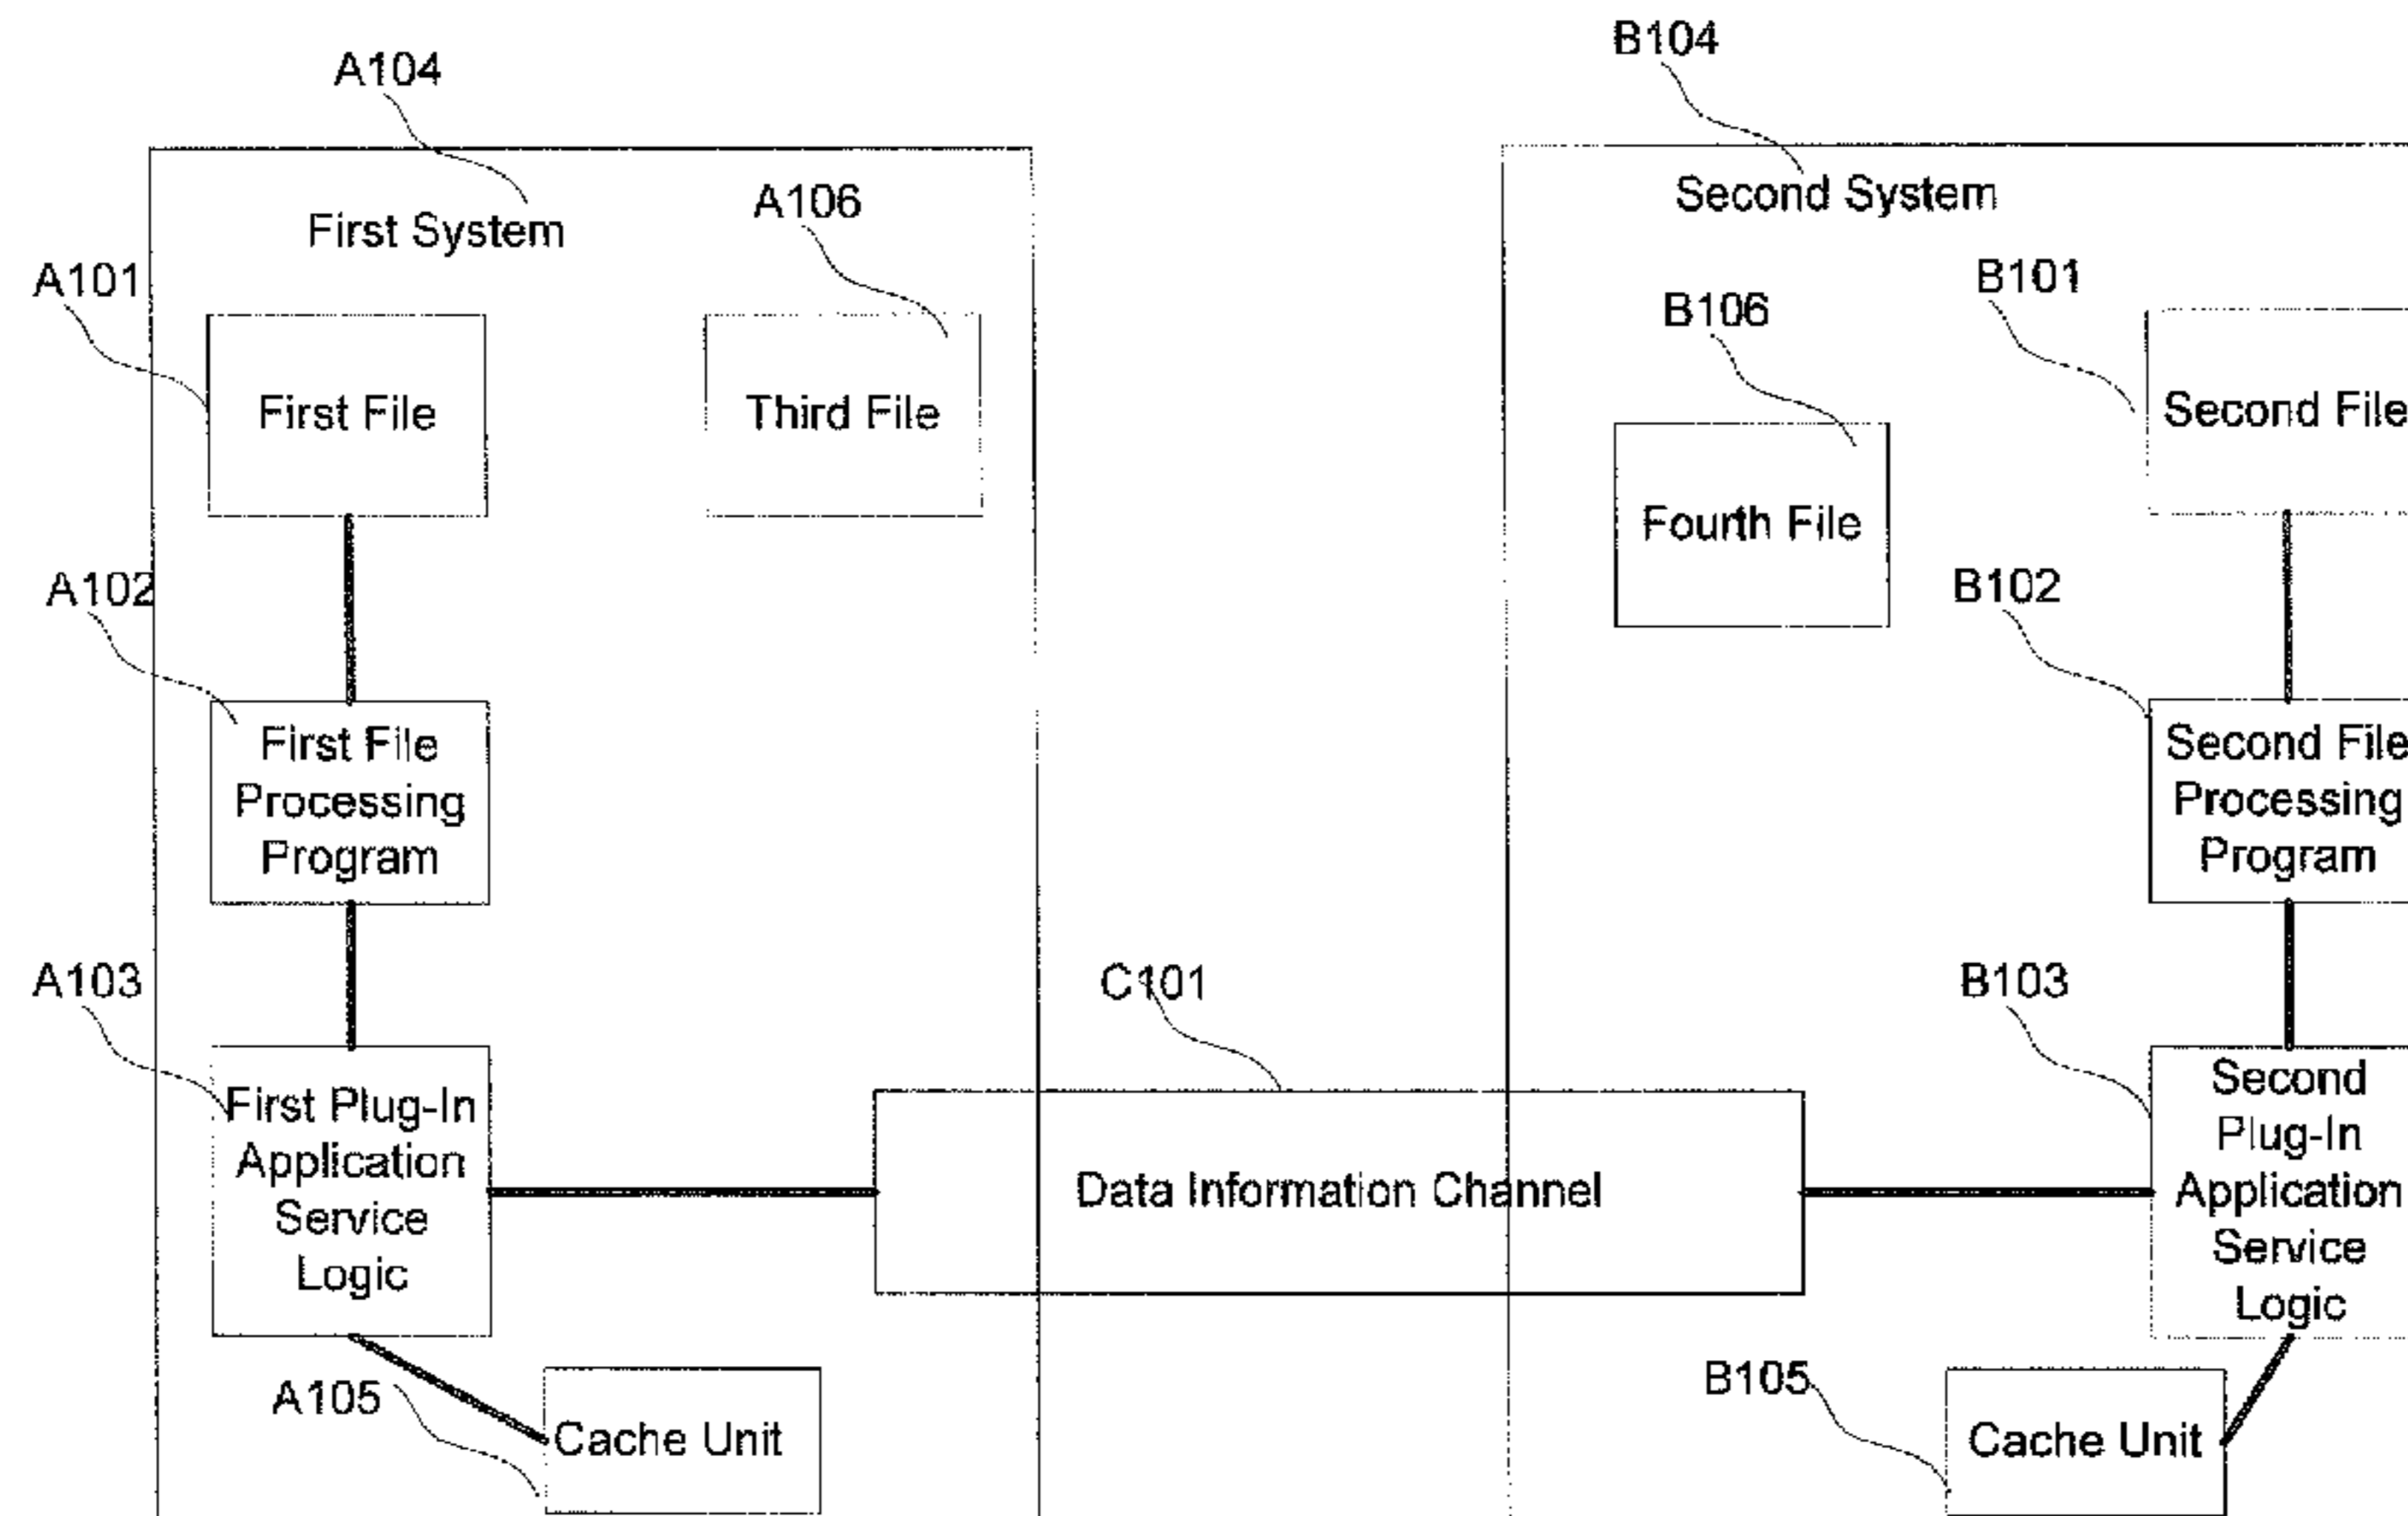 B104
A104
Second System
A106
First System
A101
B101
B106
First File
Third File
Second File
Fourth File
A102
B102
First File
Processing
Program
Second File
Processing
Program
A103
C101
B103
First Plug-In
Application
Service
Logic
Data Information Channel
Second
Plug-In
Application
Service
Logic
A105
Cache Unit
B105
Cache Unit